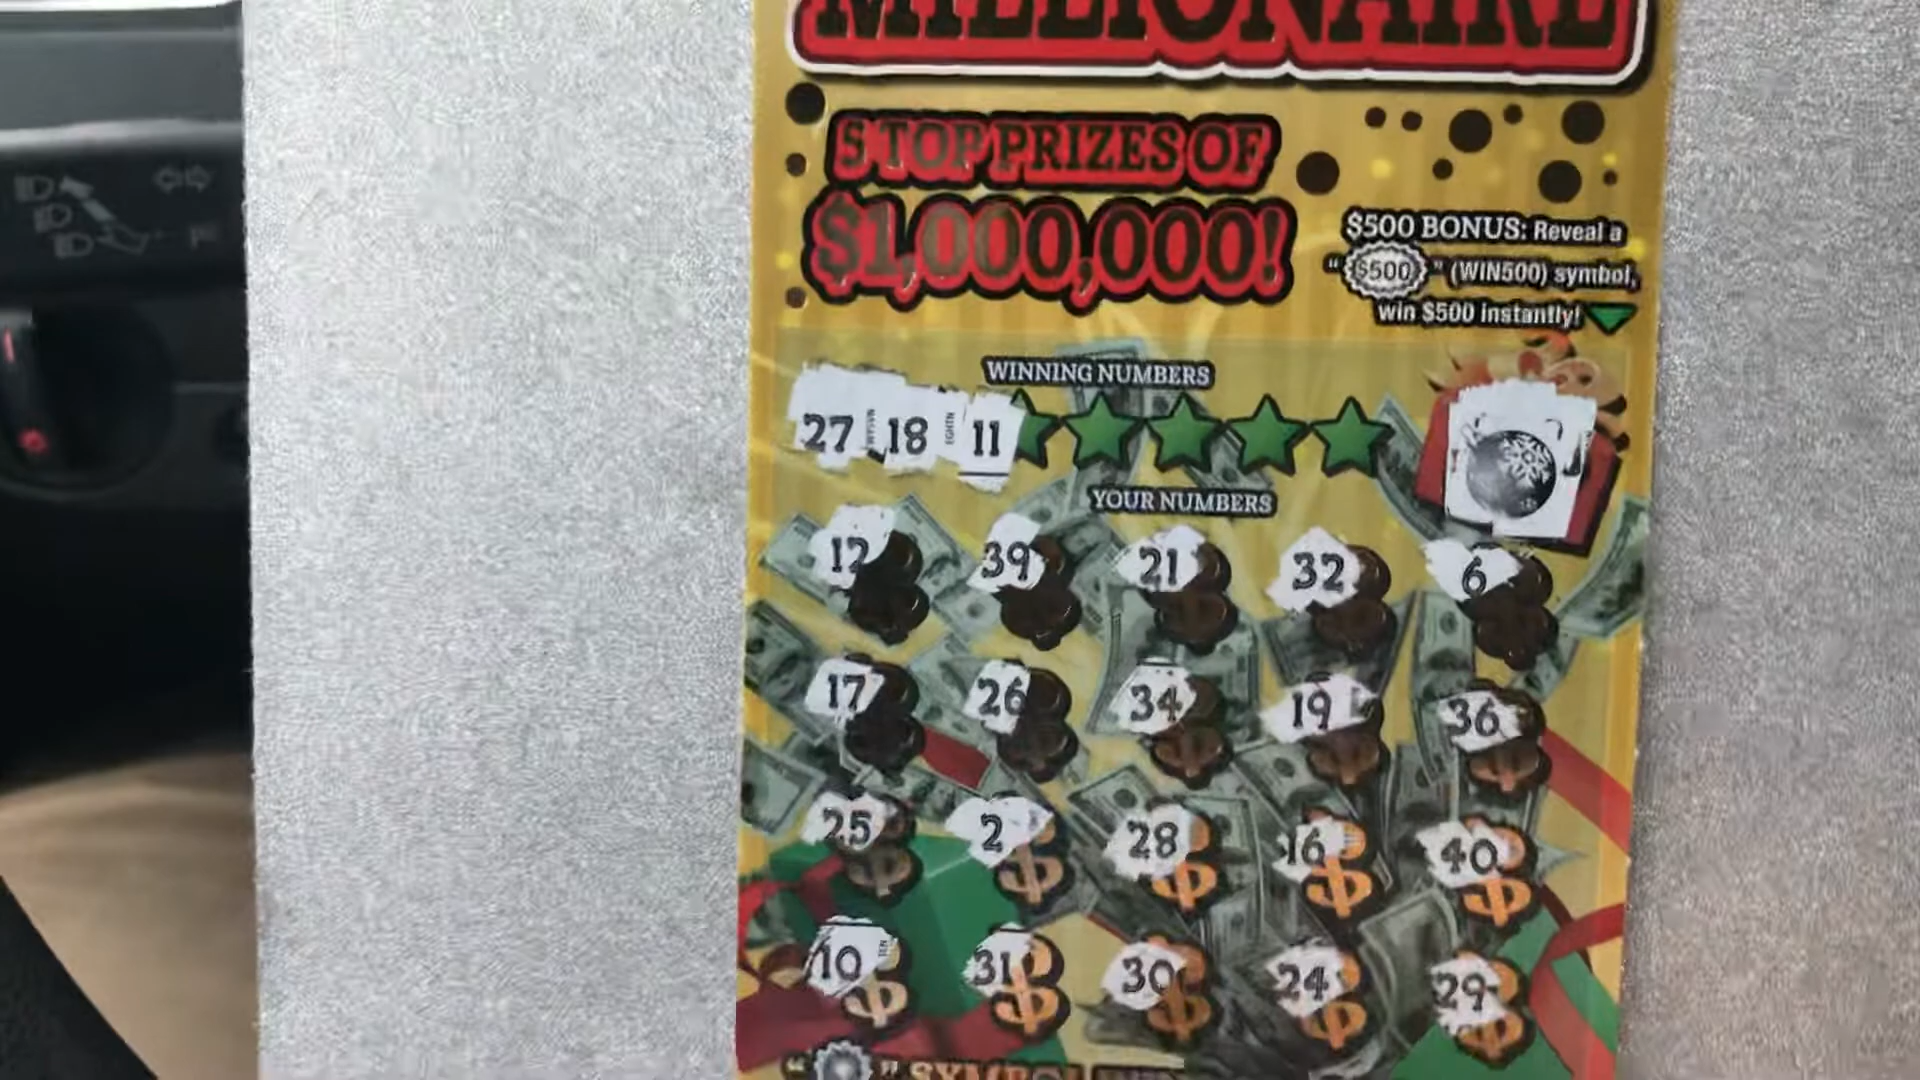 MILLIONAIRE
5 TOP PRIZES OF
$1,000,000!
$500 BONUS: Reveal a
"$500" (WIN500) symbol,
win $500 instantly!
WINNING NUMBERS
27 18 11
YOUR NUMBERS
12 39 21 32 6
17 26 34 19 36
25 2 28 16 40
10 31 30 24 29
" " SYMBOL